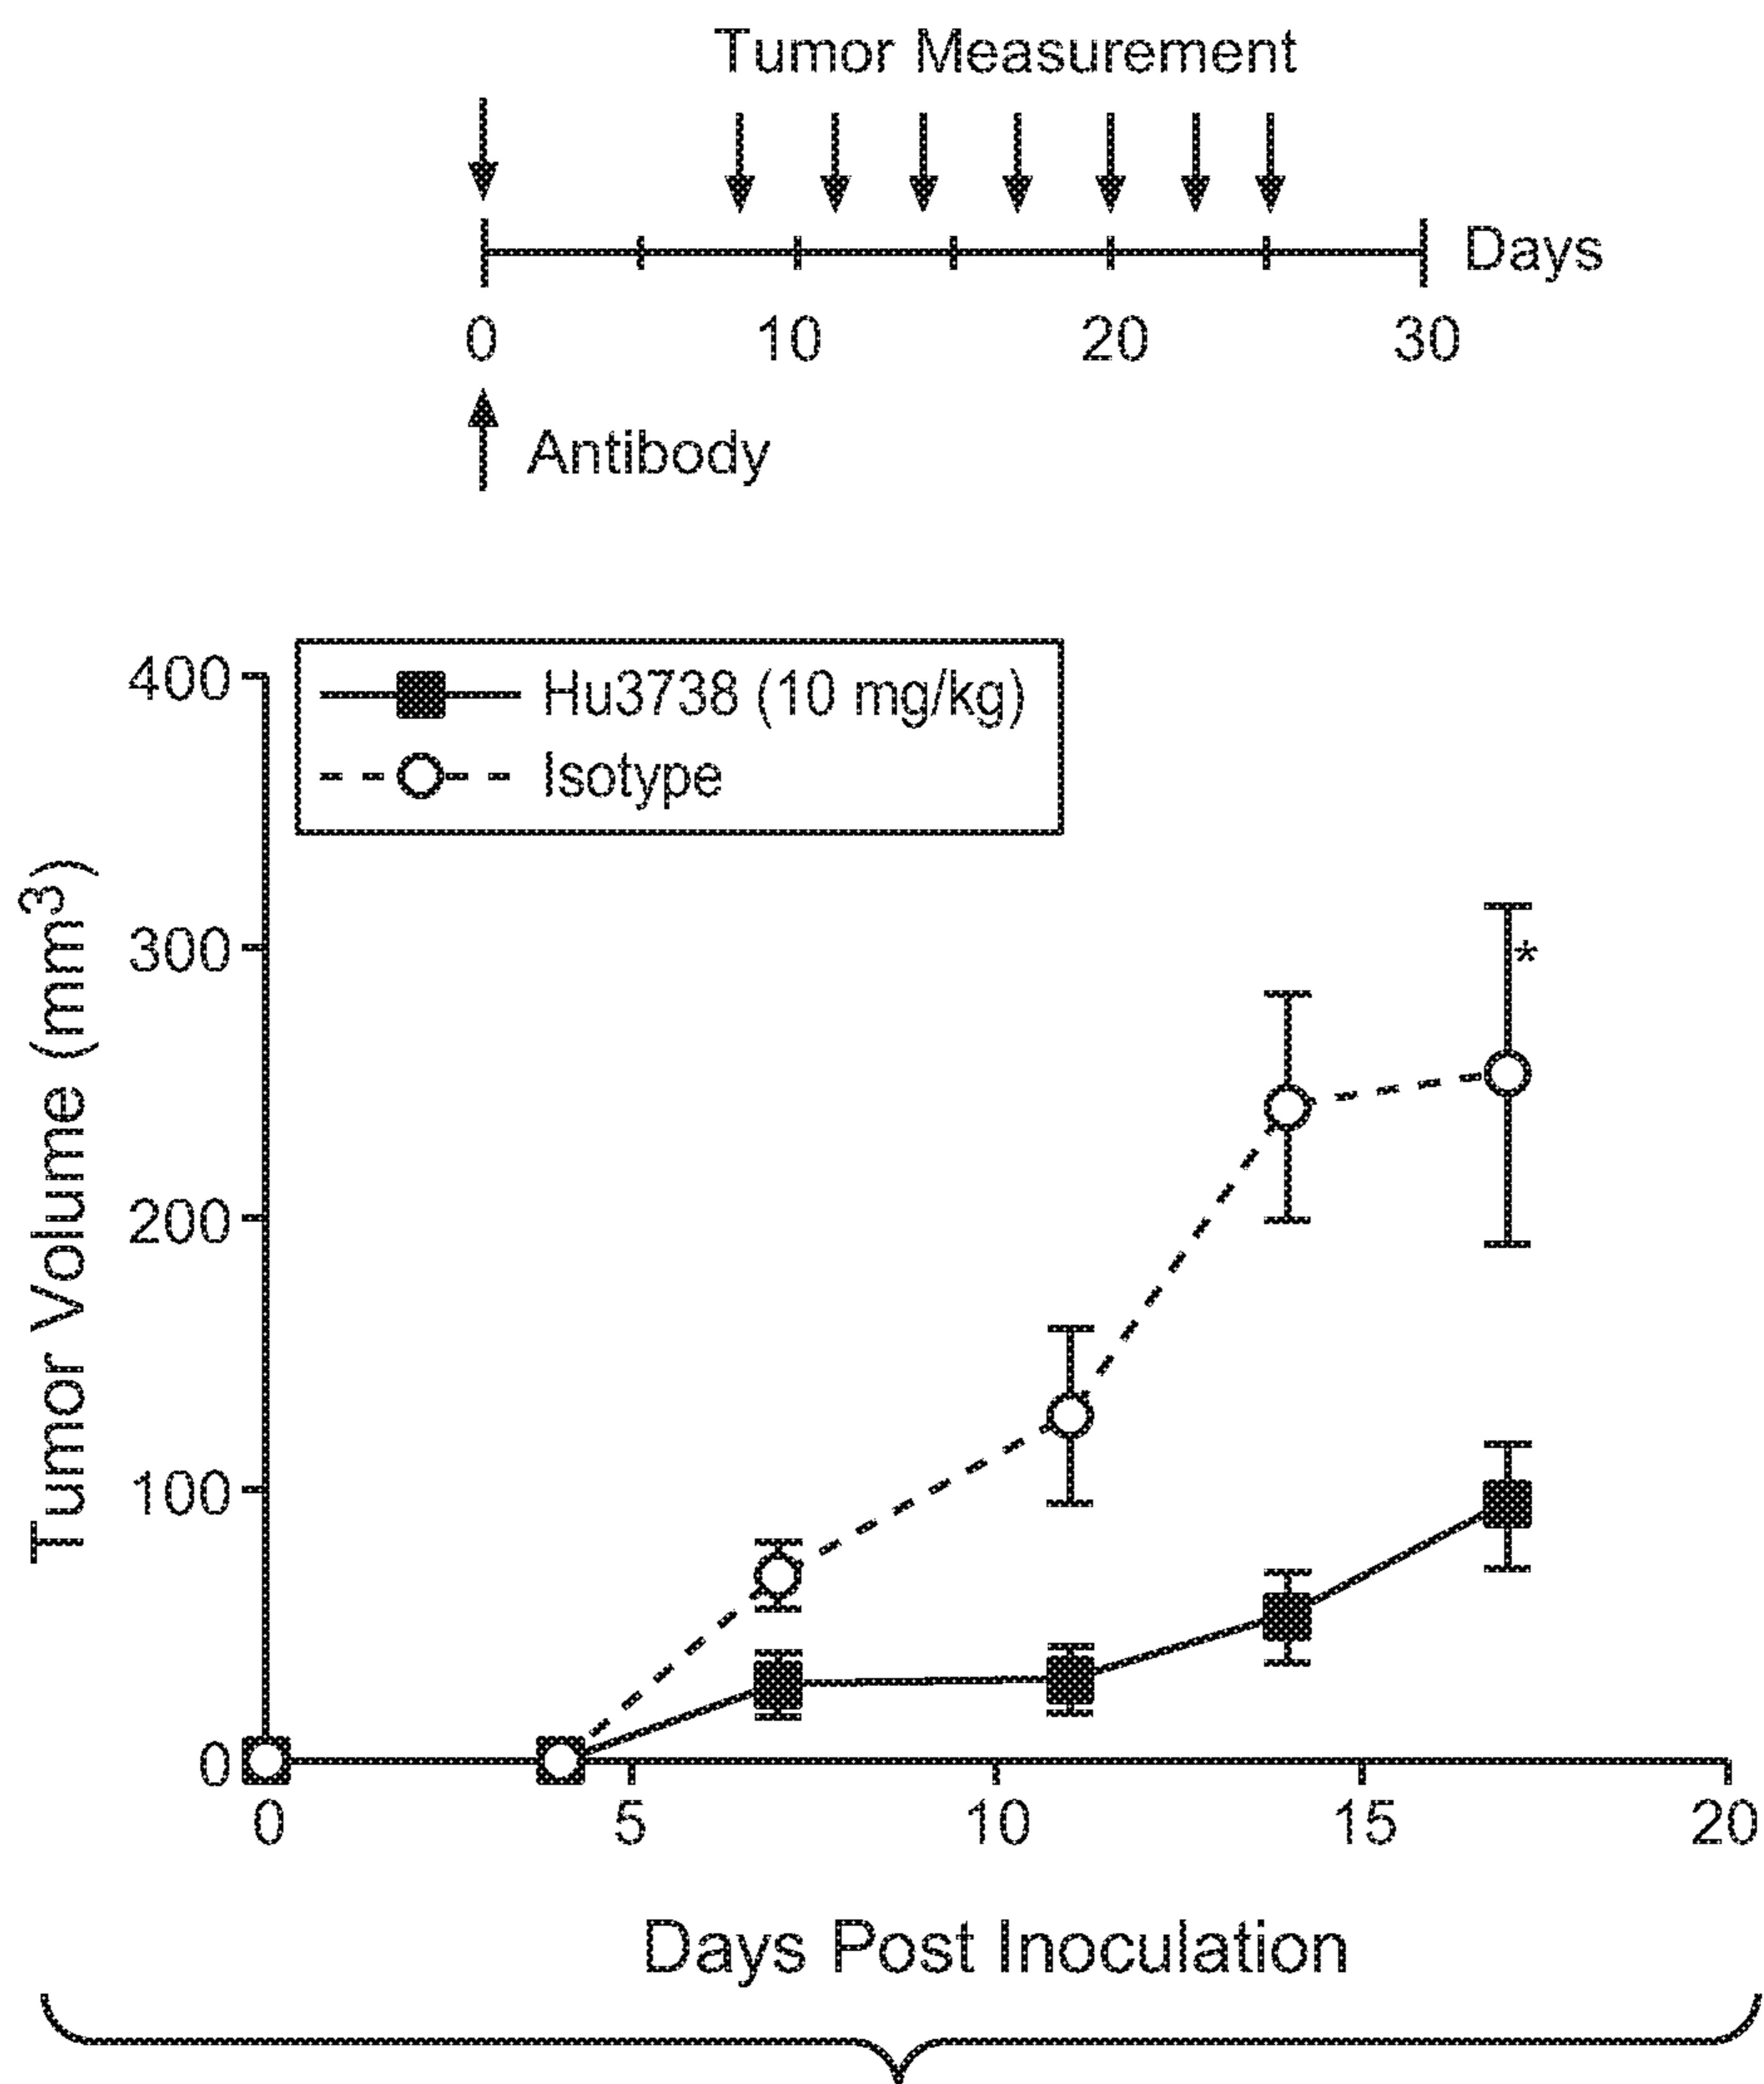 Tumor Measurement
Days
0 10 20 30
Antibody
Hu3738 (10 mg/kg)
Isotype
400
300
200
100
0
*
Tumor Volume (mm³)
0 5 10 15 20
Days Post Inoculation